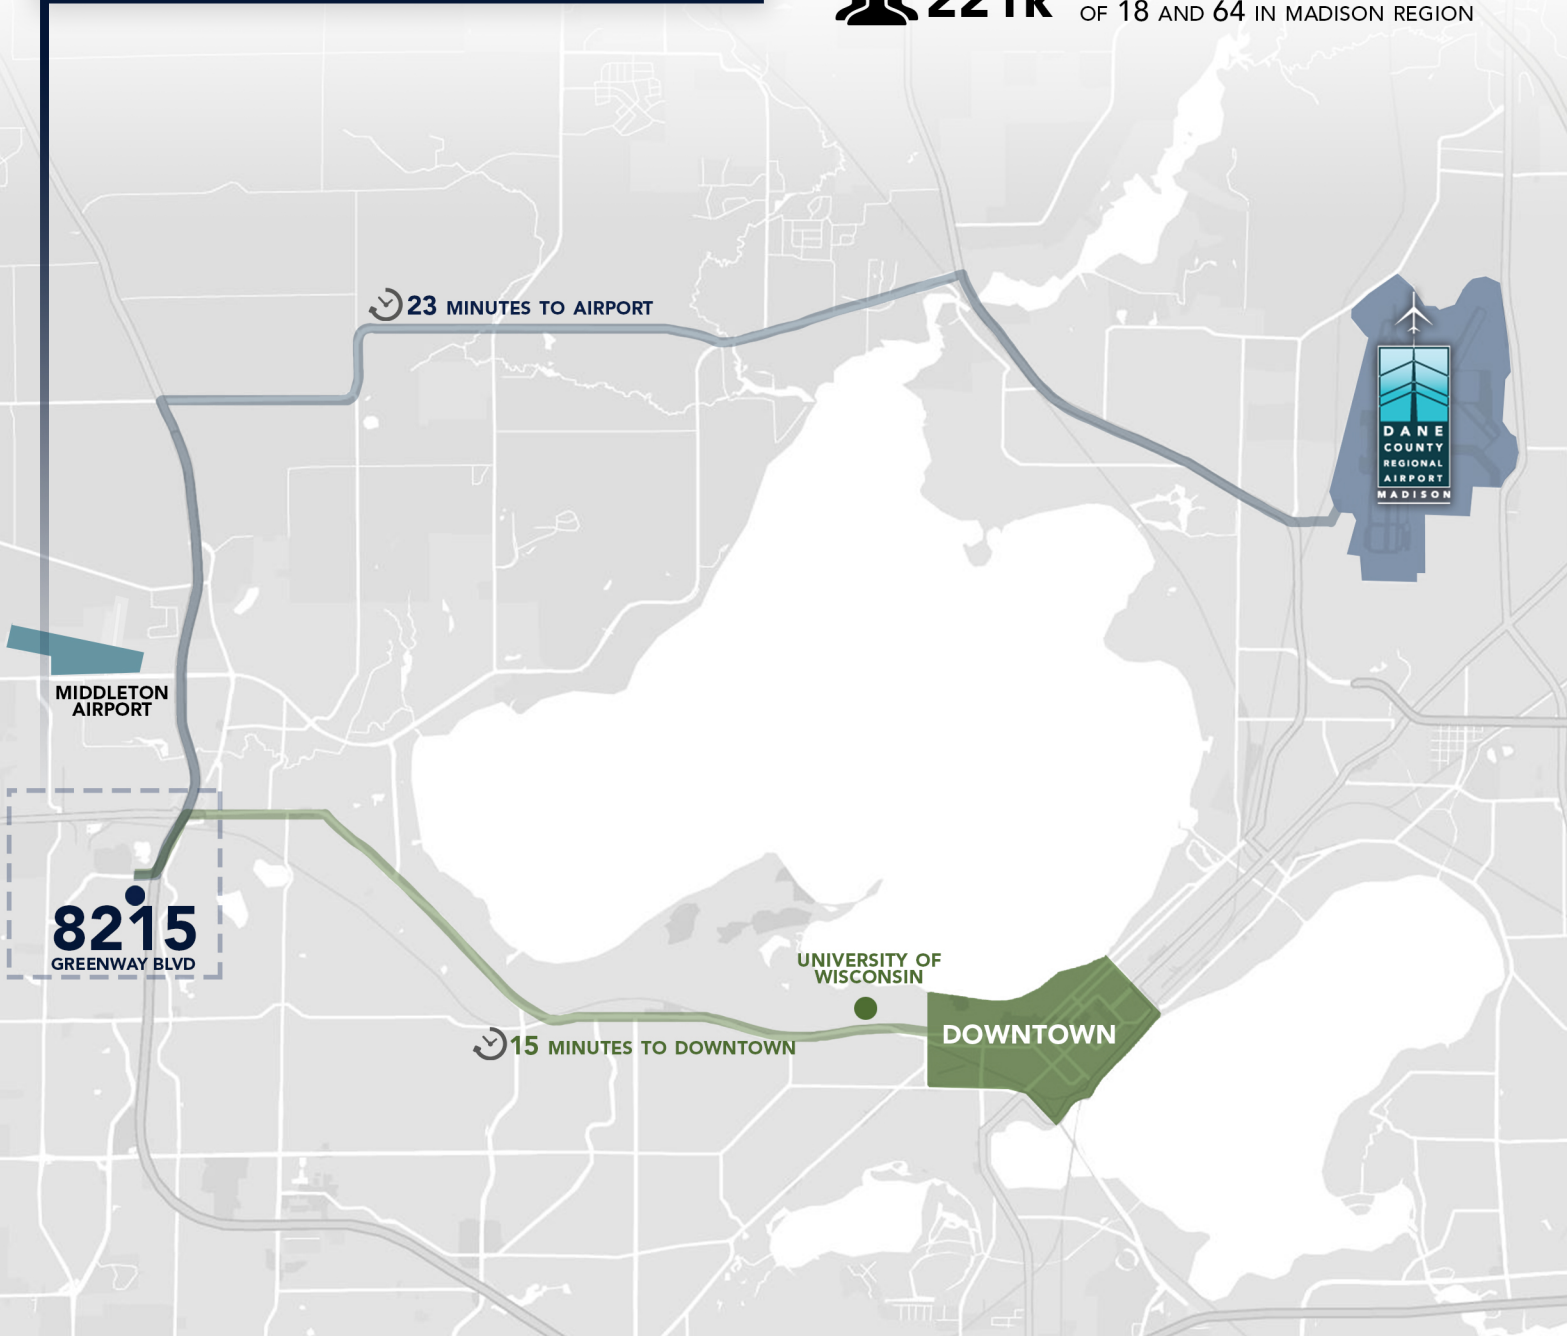 221k
OF 18 AND 64 IN MADISON REGION
23 MINUTES TO AIRPORT
DANE
COUNTY
REGIONAL
AIRPORT
MADISON
MIDDLETON
AIRPORT
8215
GREENWAY BLVD
UNIVERSITY OF
WISCONSIN
DOWNTOWN
15 MINUTES TO DOWNTOWN